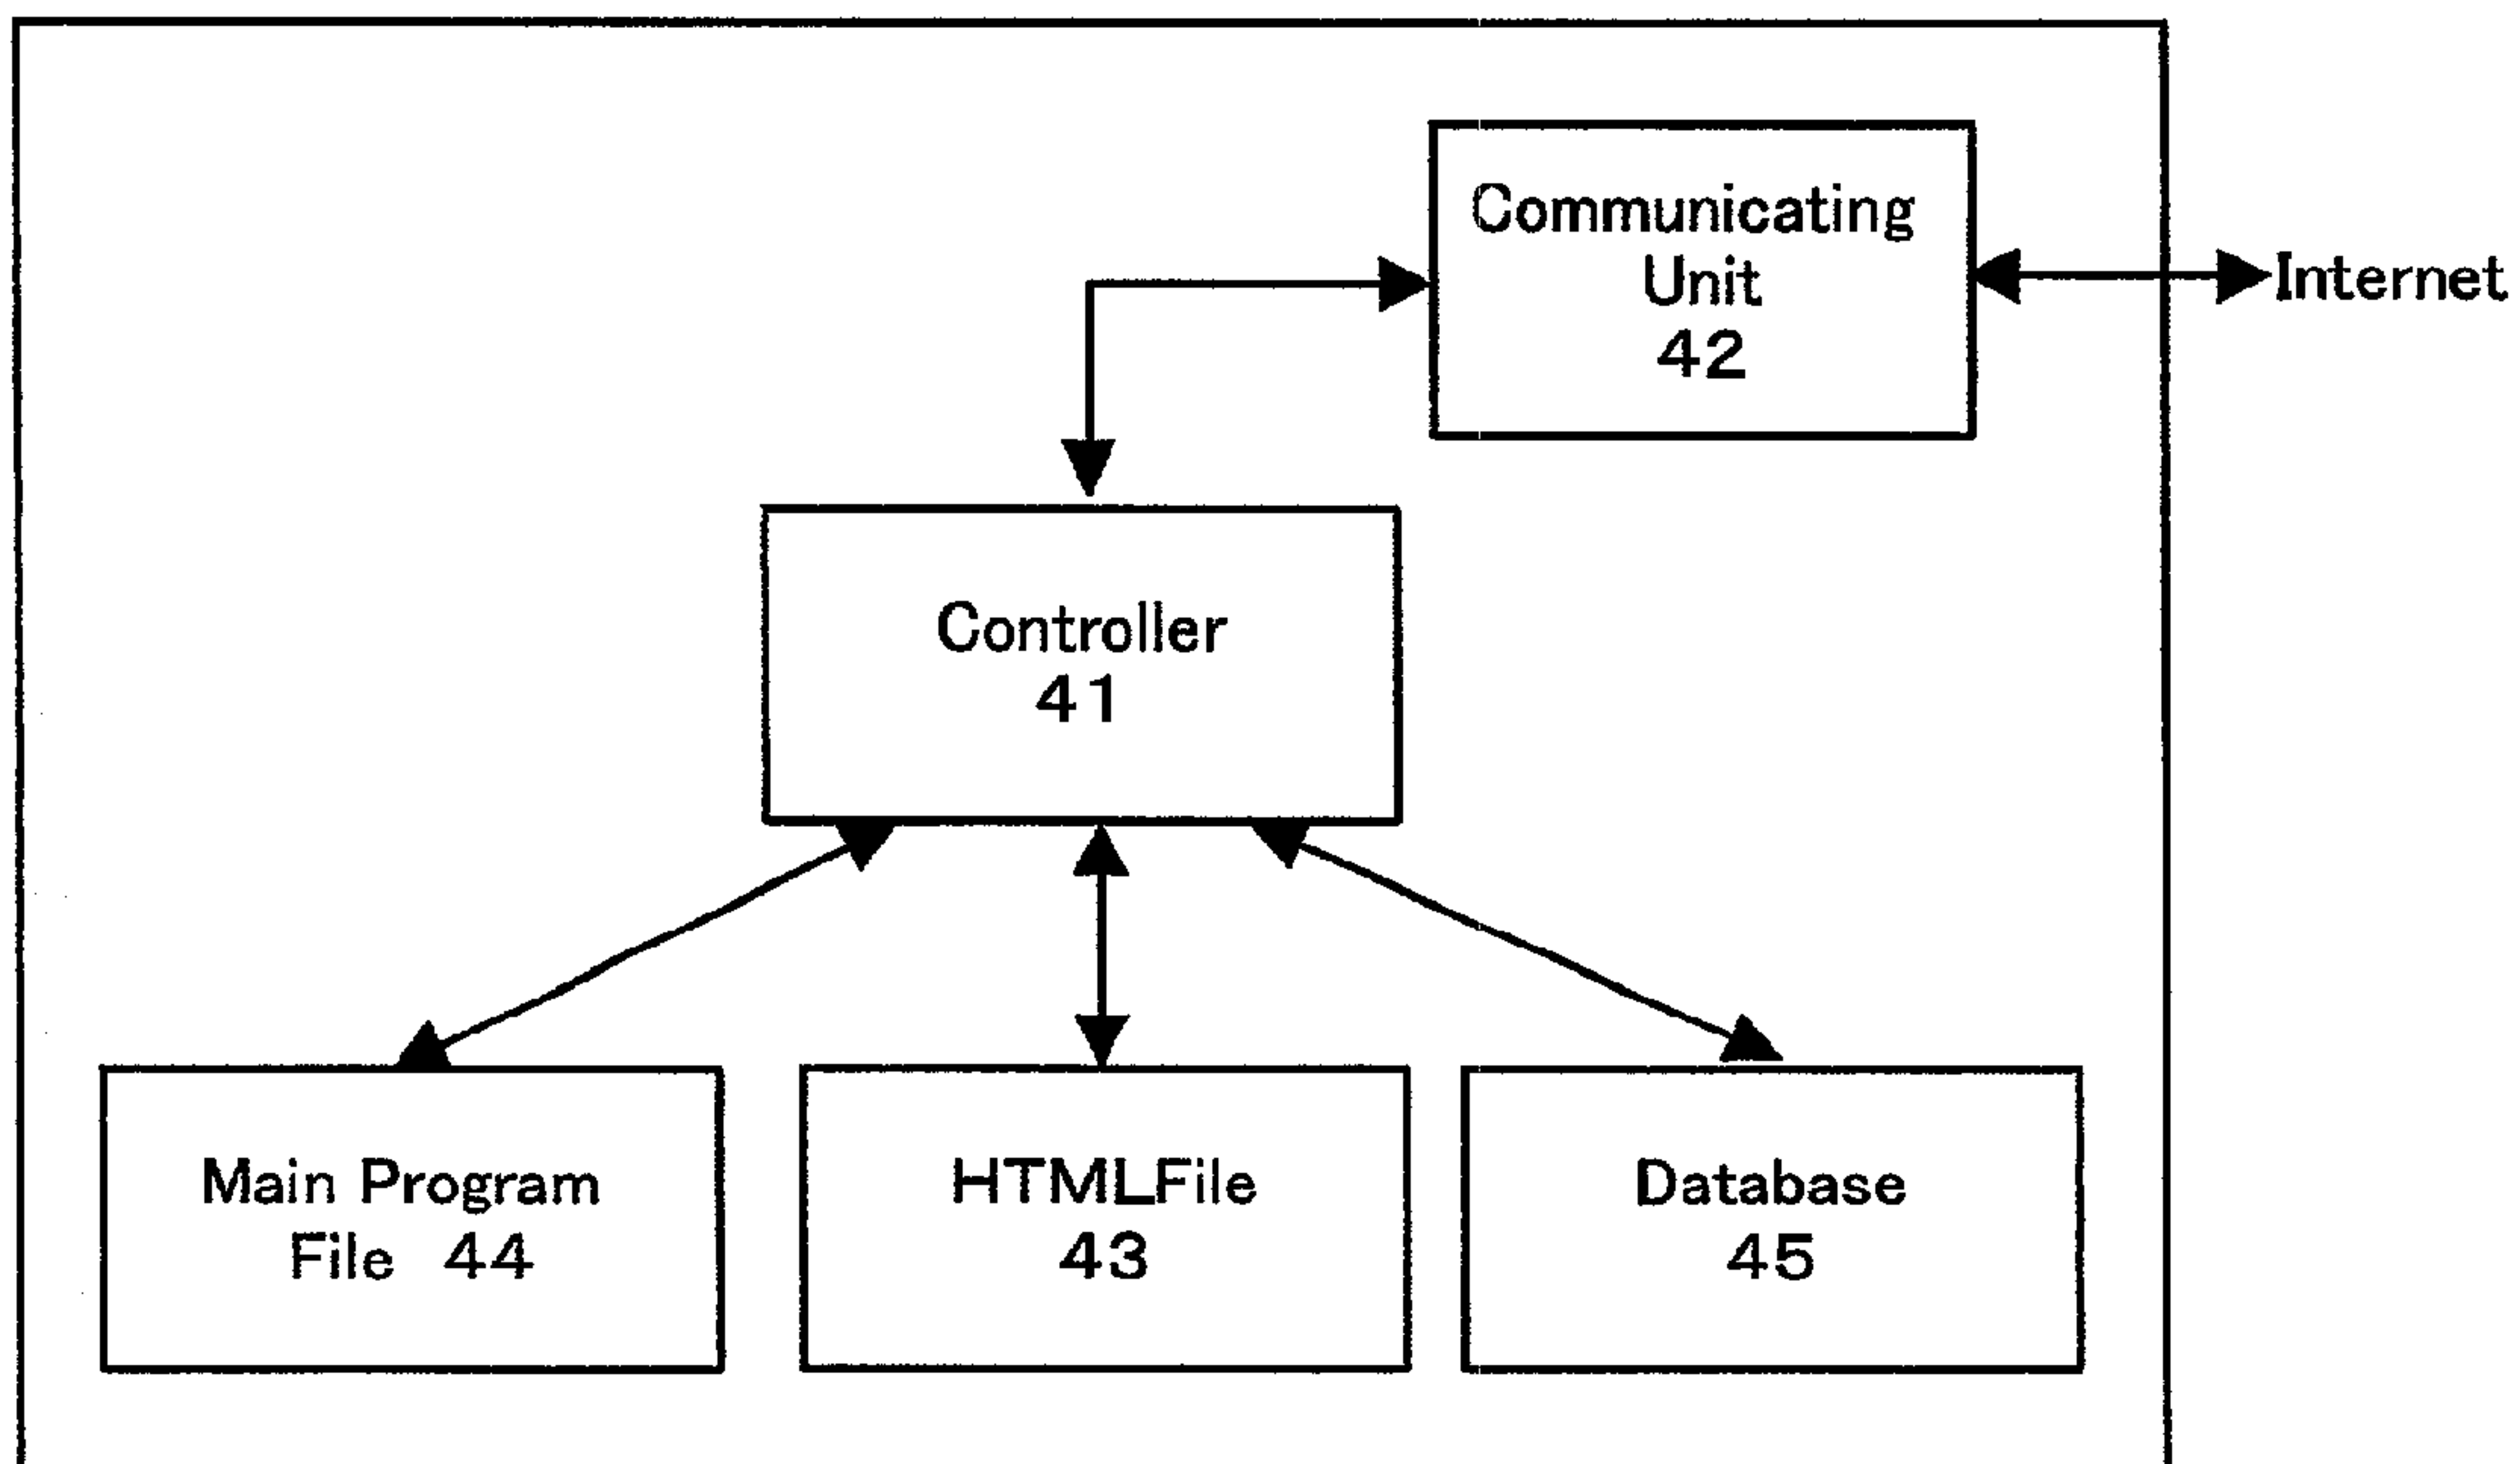 Communicating
Unit
42
Internet
Controller
41
Main Program
File 44
HTMLFile
43
Database
45